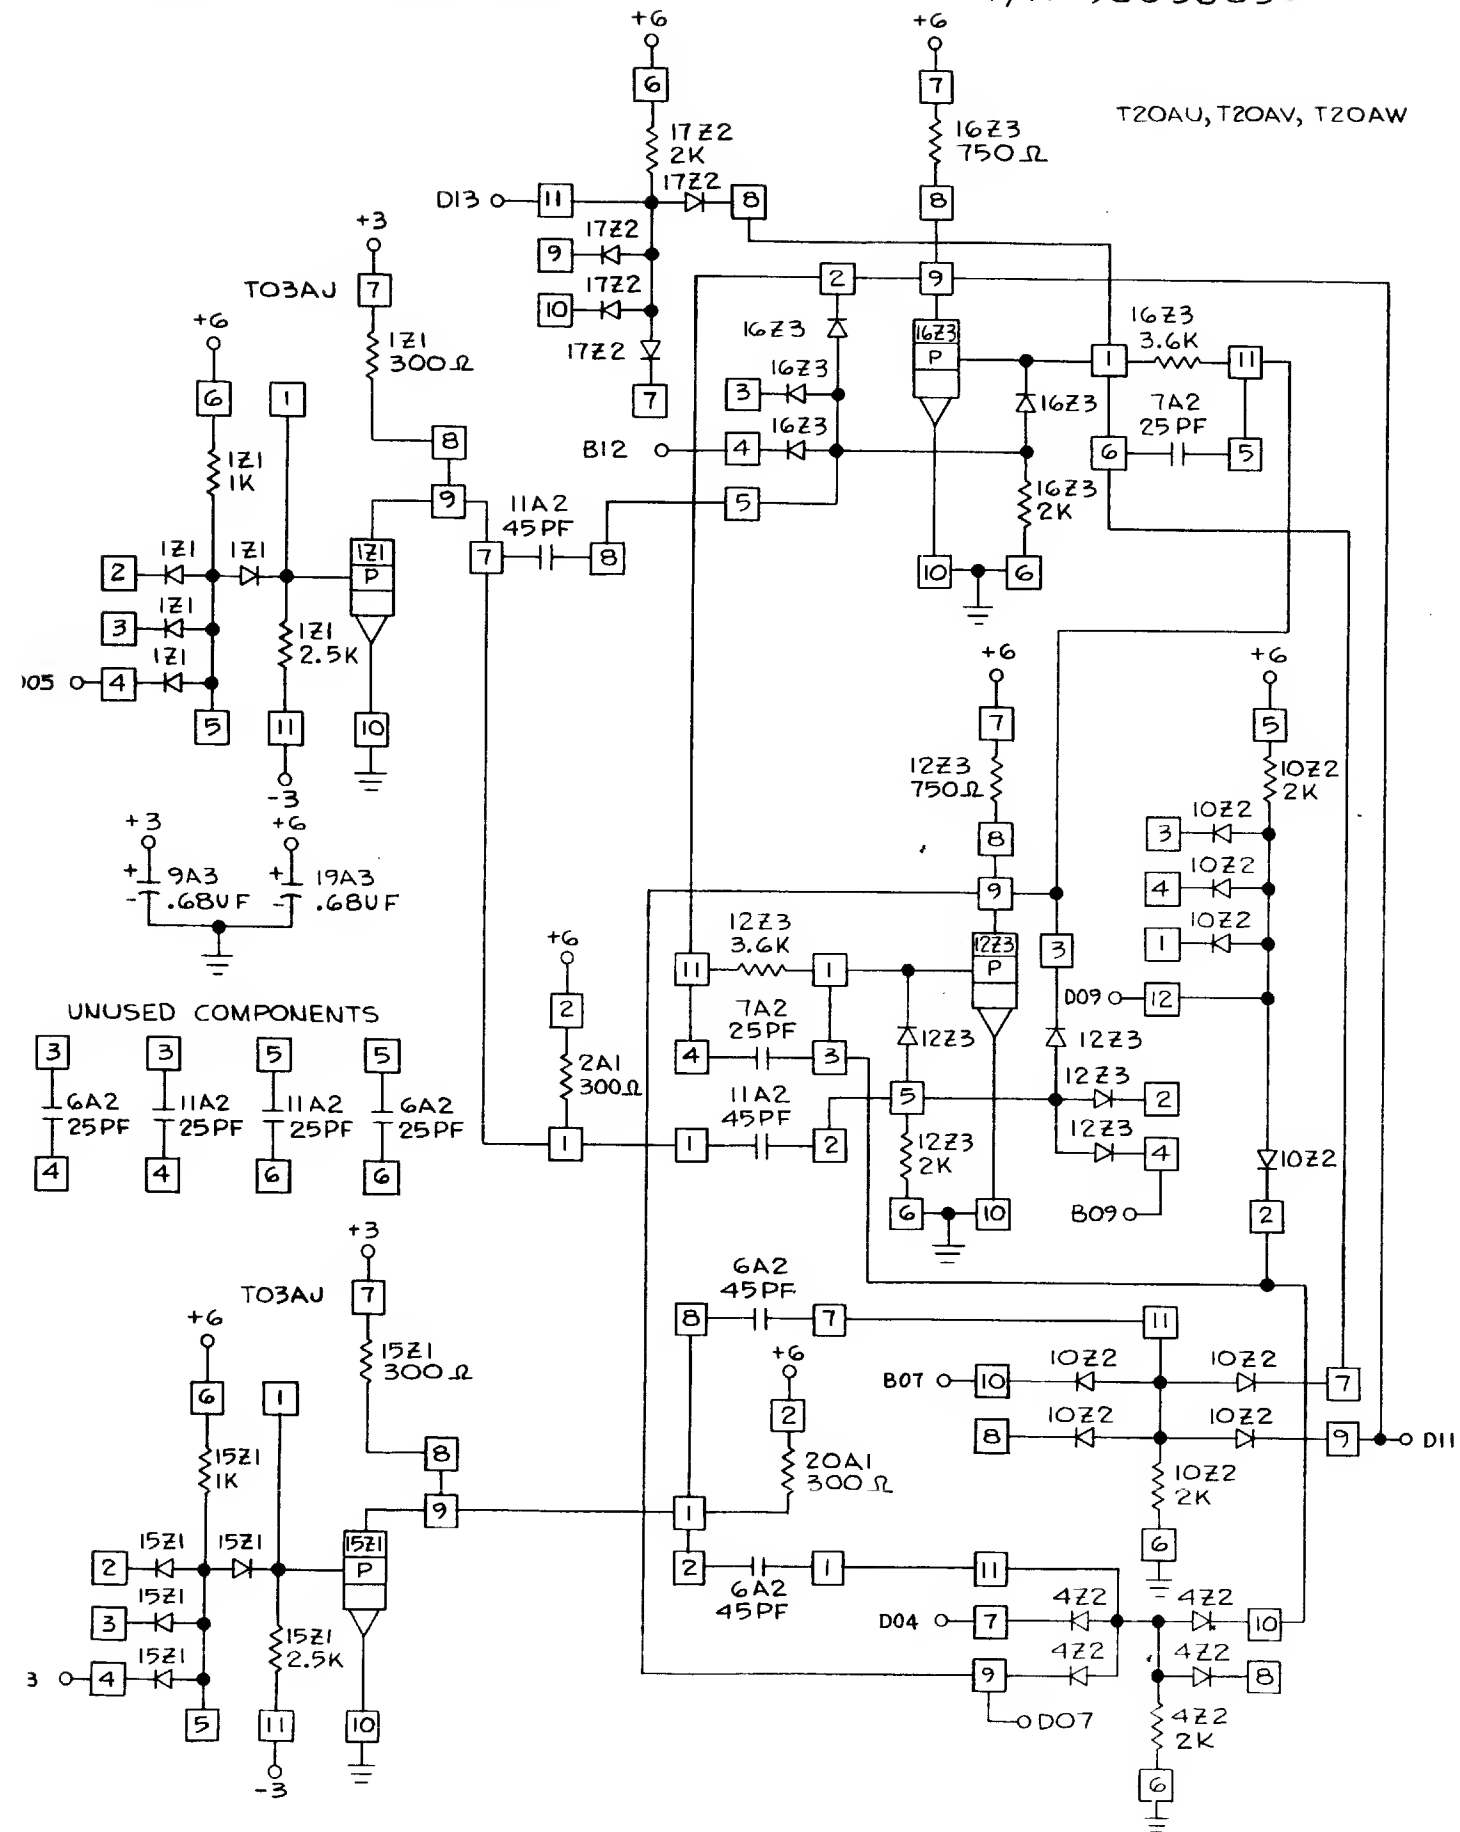 +6
+6
6
7
T20AU, T20AV, T20AW
17Z2
2K
16Z3
750Ω
17Z2
D13
11
8
8
+3
17Z2
9
T03AJ
7
17Z2
10
2
9
+6
1Z1
300Ω
17Z2
16Z3
16Z3
P
16Z3
3.6K
1
11
6
1
7
3
16Z3
16Z3
7A2
25PF
8
B12
4
16Z3
6
5
1Z1
1K
9
11A2
45PF
5
16Z3
2K
7
8
1Z1
P
2
1Z1
1Z1
10
6
3
1Z1
1Z1
2.5K
1Z1
4
5
11
10
-3
+6
+6
7
5
12Z3
750Ω
10Z2
2K
8
3
10Z2
+3
+6
+
-
9A3
.68UF
+
-
19A3
.68UF
9
4
10Z2
12Z3
3.6K
12Z3
P
3
1
10Z2
+6
11
1
D09
12
2
UNUSED COMPONENTS
3
3
5
5
7A2
25PF
4
3
12Z3
12Z3
2A1
300Ω
6A2
25PF
11A2
25PF
11A2
25PF
6A2
25PF
11A2
45PF
5
12Z3
2
1
1
2
12Z3
2K
12Z3
4
10Z2
4
4
6
6
6
10
B09
2
+3
6A2
45PF
T03AJ
7
8
7
11
+6
15Z1
300Ω
+6
B07
10
10Z2
10Z2
7
6
1
2
8
10Z2
10Z2
9
D11
15Z1
1K
8
20A1
300Ω
10Z2
2K
9
1
6
15Z1
P
2
15Z1
15Z1
2
1
11
6A2
45PF
3
15Z1
15Z1
2.5K
D04
7
4Z2
4Z2
10
3
4
15Z1
9
4Z2
4Z2
8
5
11
10
D07
4Z2
2K
-3
6